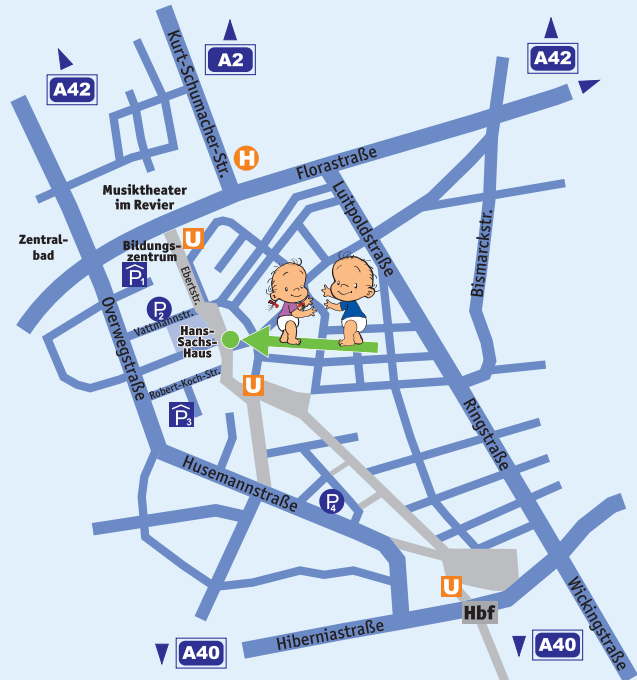 A42
A2
A42
Kurt-Schumacher-Str.
H
Florastraße
Musiktheater
im Revier
Luitpoldstraße
Zentral-
bad
Bildungs-
zentrum
U
P1
Ebertstr.
Bismarckstr.
P2
Vattmannstr.
Overwegstraße
Hans-
Sachs-
Haus
Robert-Koch-Str.
U
P3
Ringstraße
Husemannstraße
P4
U
Hbf
Wickingstraße
Hiberniastraße
A40
A40